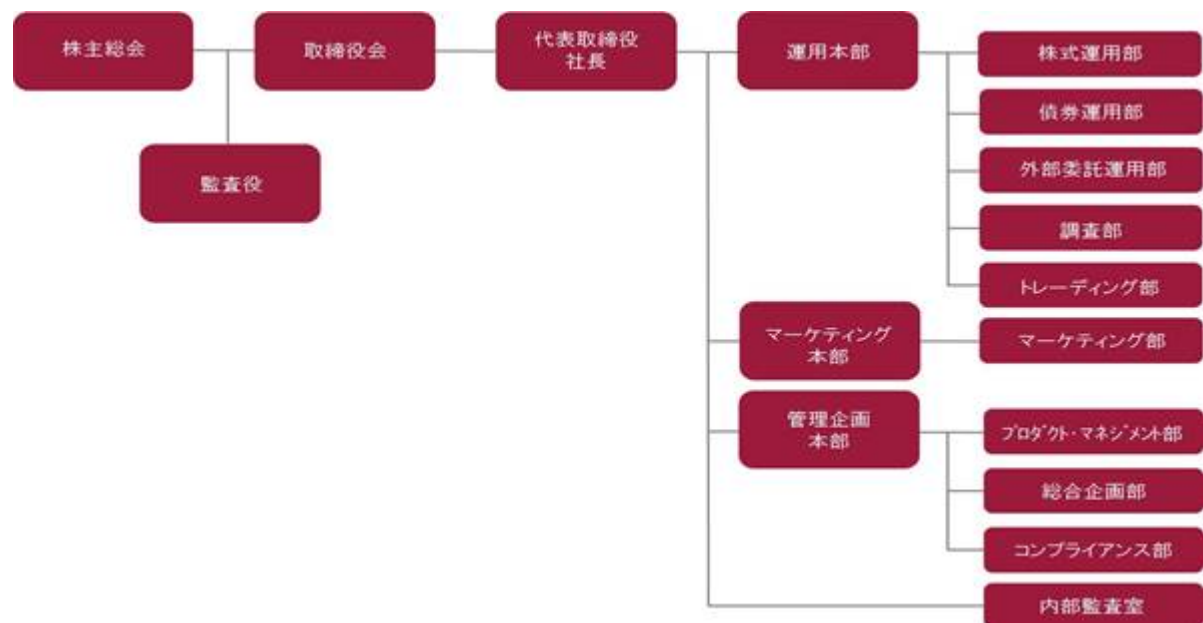 株主総会
取締役会
代表取締役
社長
運用本部
株式運用部
債券運用部
外部委託運用部
調査部
トレーディング部
監査役
マーケティング
本部
マーケティング部
管理企画
本部
プロダクト・マネジメント部
総合企画部
コンプライアンス部
内部監査室